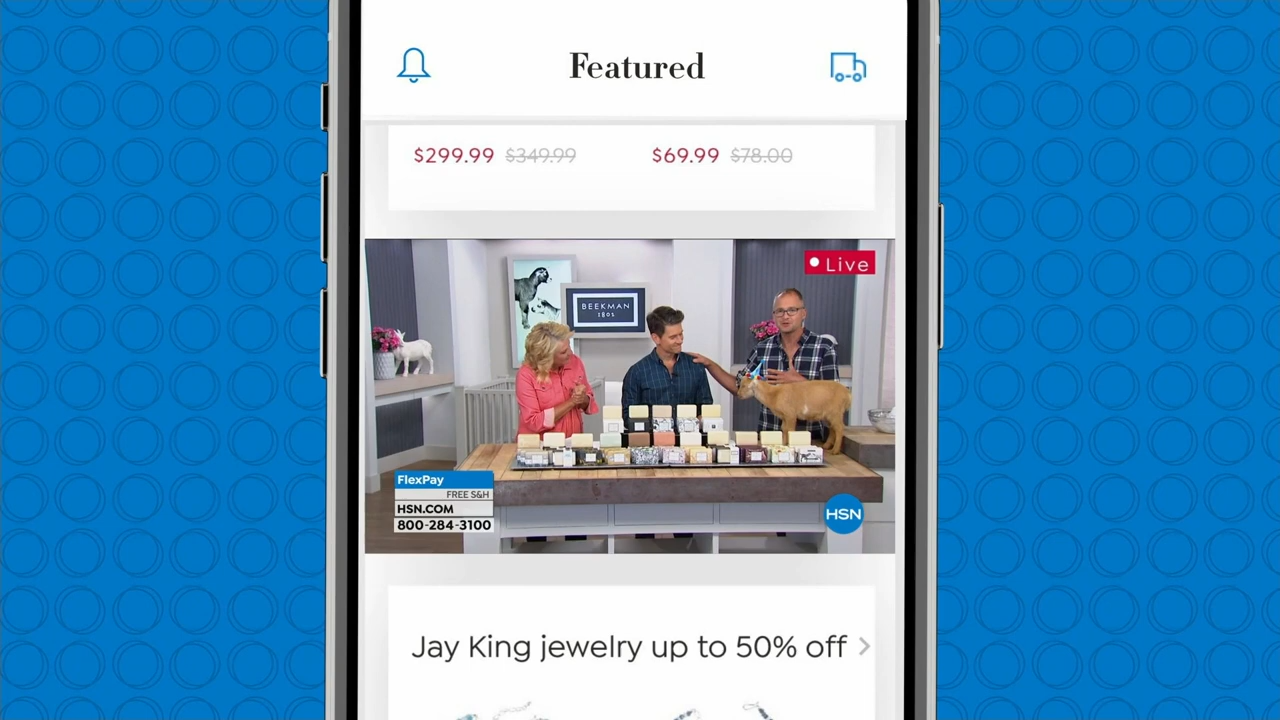 Featured
$299.99 $349.99 $69.99 $78.00
Live
BEEKMAN
1802
FlexPay
FREE S&H
HSN.COM
800-284-3100
HSN
Jay King jewelry up to 50% off